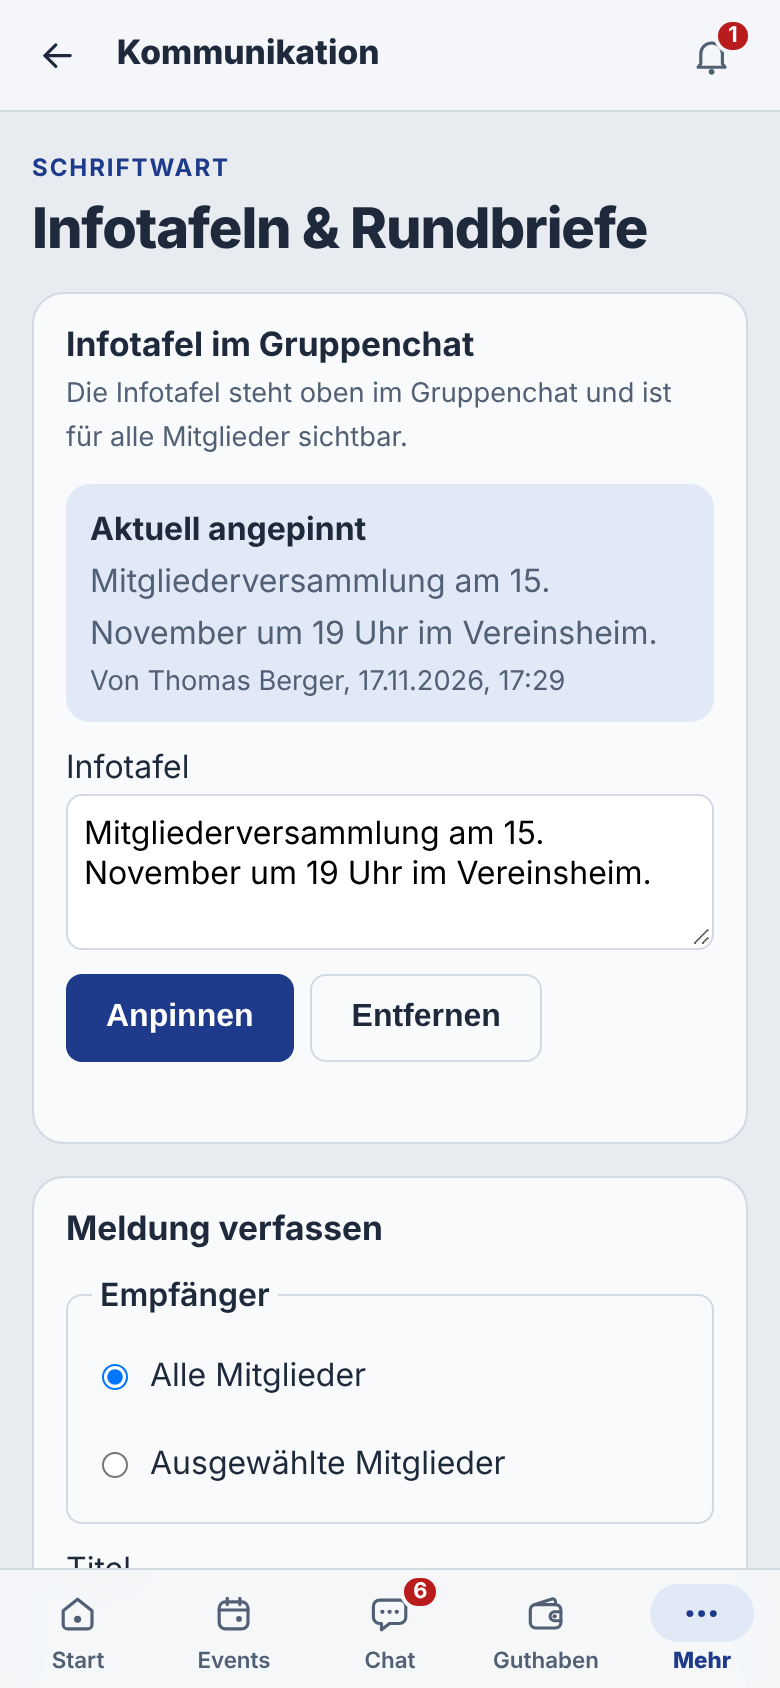 Kommunikation
1
SCHRIFTWART
Infotafeln & Rundbriefe
Infotafel im Gruppenchat
Die Infotafel steht oben im Gruppenchat und ist
für alle Mitglieder sichtbar.
Aktuell angepinnt
Mitgliederversammlung am 15.
November um 19 Uhr im Vereinsheim.
Von Thomas Berger, 17.11.2026, 17:29
Infotafel
Mitgliederversammlung am 15.
November um 19 Uhr im Vereinsheim.
Anpinnen
Entfernen
Meldung verfassen
Empfänger
Alle Mitglieder
Ausgewählte Mitglieder
Titel
6
Start
Events
Chat
Guthaben
Mehr